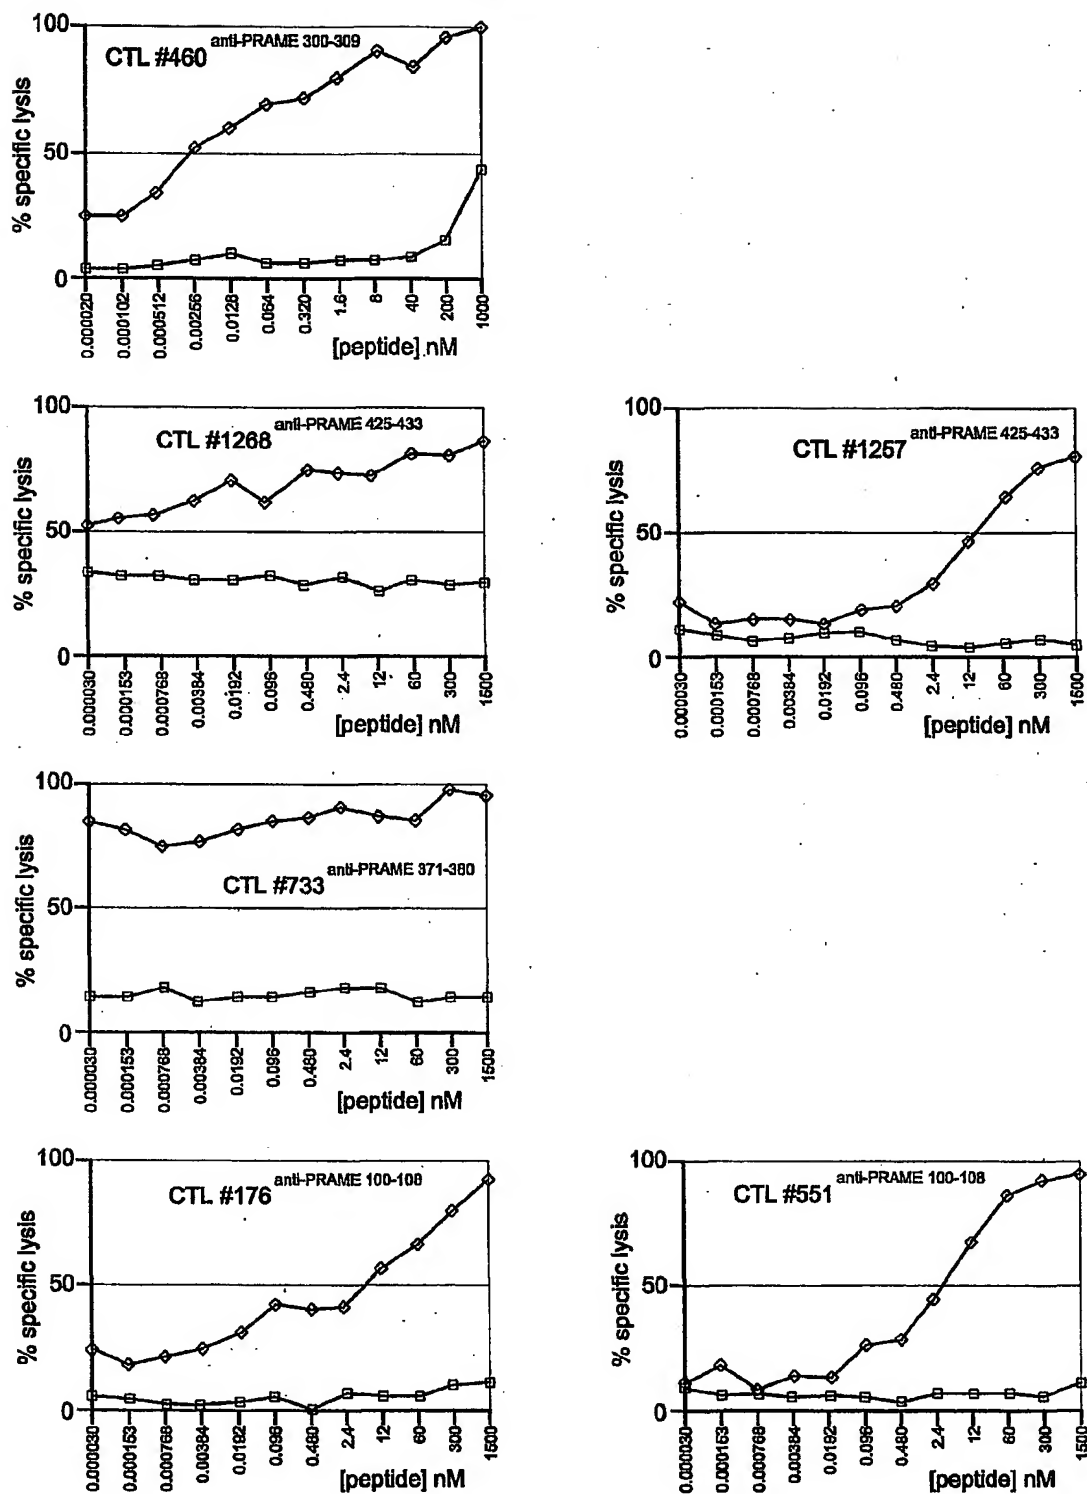 100
CTL #460 anti-PRAME 300-309
% specific lysis
50
0
0.000020 0.000102 0.000512 0.00256 0.0128 0.064 0.320 1.6 8 40 200 1000
[peptide] nM
100
CTL #1268 anti-PRAME 425-433
% specific lysis
50
0
0.000030 0.000153 0.000768 0.00384 0.0192 0.096 0.480 2.4 12 60 300 1500
[peptide] nM
100
CTL #1257 anti-PRAME 425-433
% specific lysis
50
0
0.000030 0.000153 0.000768 0.00384 0.0192 0.096 0.480 2.4 12 60 300 1500
[peptide] nM
100
CTL #733 anti-PRAME 371-380
% specific lysis
50
0
0.000030 0.000153 0.000768 0.00384 0.0192 0.096 0.480 2.4 12 60 300 1500
[peptide] nM
100
CTL #176 anti-PRAME 100-108
% specific lysis
50
0
0.000030 0.000153 0.000768 0.00384 0.0192 0.096 0.480 2.4 12 60 300 1500
[peptide] nM
100
CTL #551 anti-PRAME 100-108
% specific lysis
50
0
0.000030 0.000153 0.000768 0.00384 0.0192 0.096 0.480 2.4 12 60 300 1500
[peptide] nM